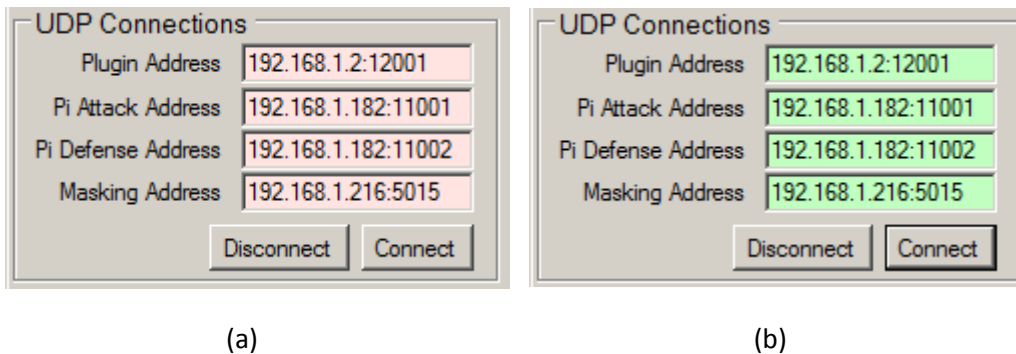 UDP Connections
Plugin Address 192.168.1.2:12001
Pi Attack Address 192.168.1.182:11001
Pi Defense Address 192.168.1.182:11002
Masking Address 192.168.1.216:5015
Disconnect Connect
(a)
UDP Connections
Plugin Address 192.168.1.2:12001
Pi Attack Address 192.168.1.182:11001
Pi Defense Address 192.168.1.182:11002
Masking Address 192.168.1.216:5015
Disconnect Connect
(b)